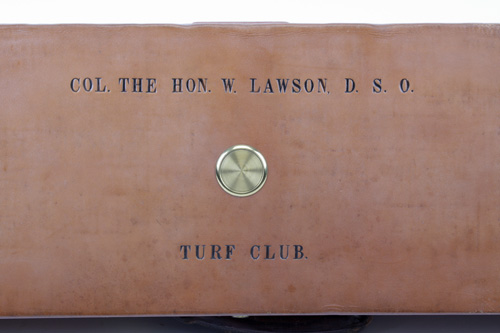 COL. THE HON. W. LAWSON, D. S. O.
TURF CLUB.